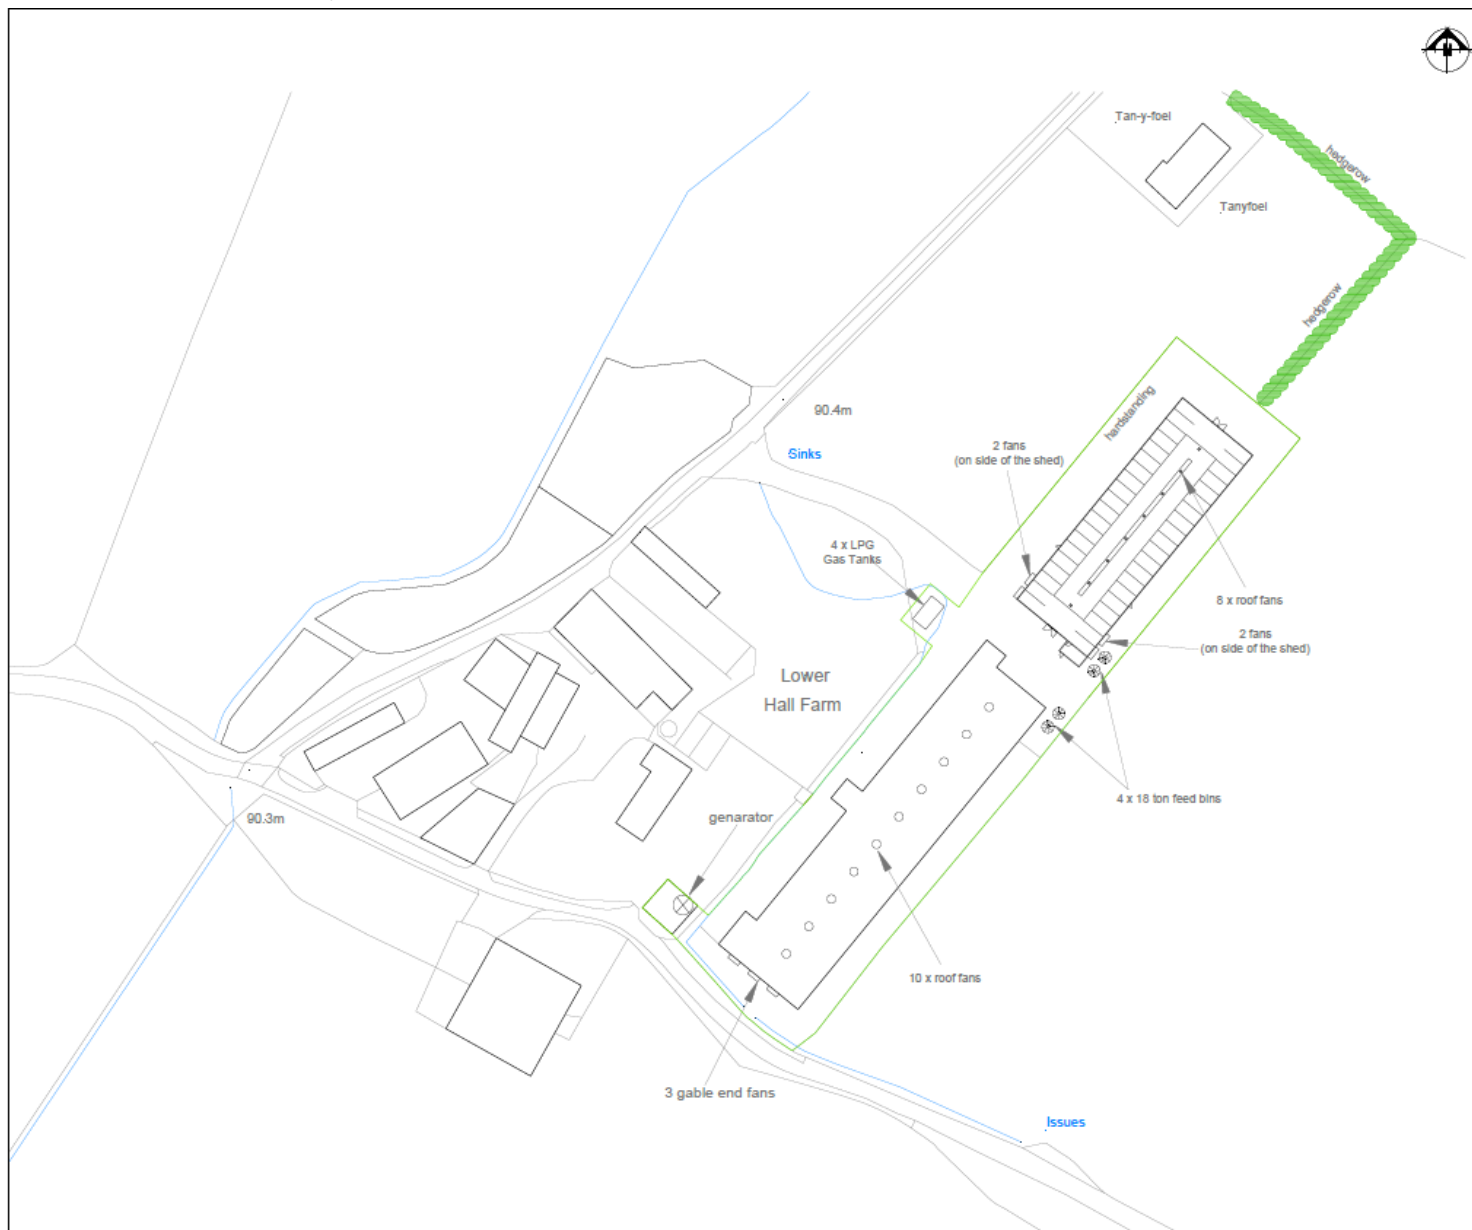 N
Tan-y-foel
hedgerow
Tanyfoel
hedgerow
hardstanding
90.4m
2 fans
(on side of the shed)
Sinks
4 x LPG
Gas Tanks
8 x roof fans
2 fans
(on side of the shed)
Lower
Hall Farm
4 x 18 ton feed bins
genarator
90.3m
10 x roof fans
3 gable end fans
Issues